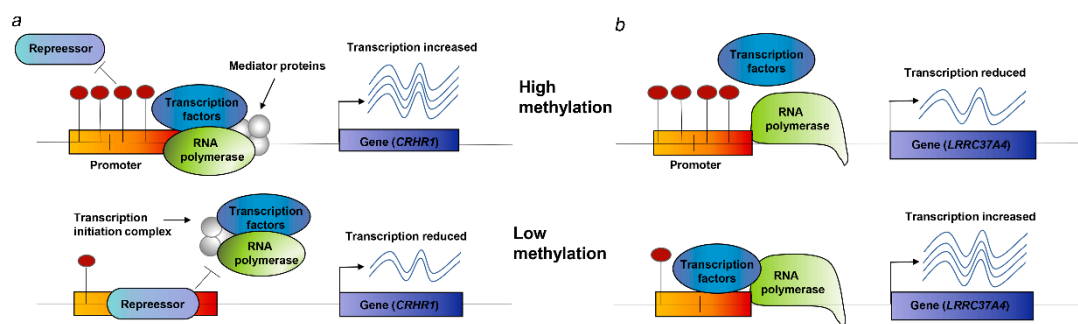 a
Repreessor
Mediator proteins
Transcription increased
Transcription
factors
RNA
polymerase
Promoter
Gene (CRHR1)
High
methylation
b
Transcription
factors
Transcription reduced
RNA
polymerase
Promoter
Gene (LRRC37A4)
Transcription
initiation complex
Transcription
factors
RNA
polymerase
Transcription reduced
Repreessor
Gene (CRHR1)
Low
methylation
Transcription
factors
RNA
polymerase
Transcription increased
Gene (LRRC37A4)